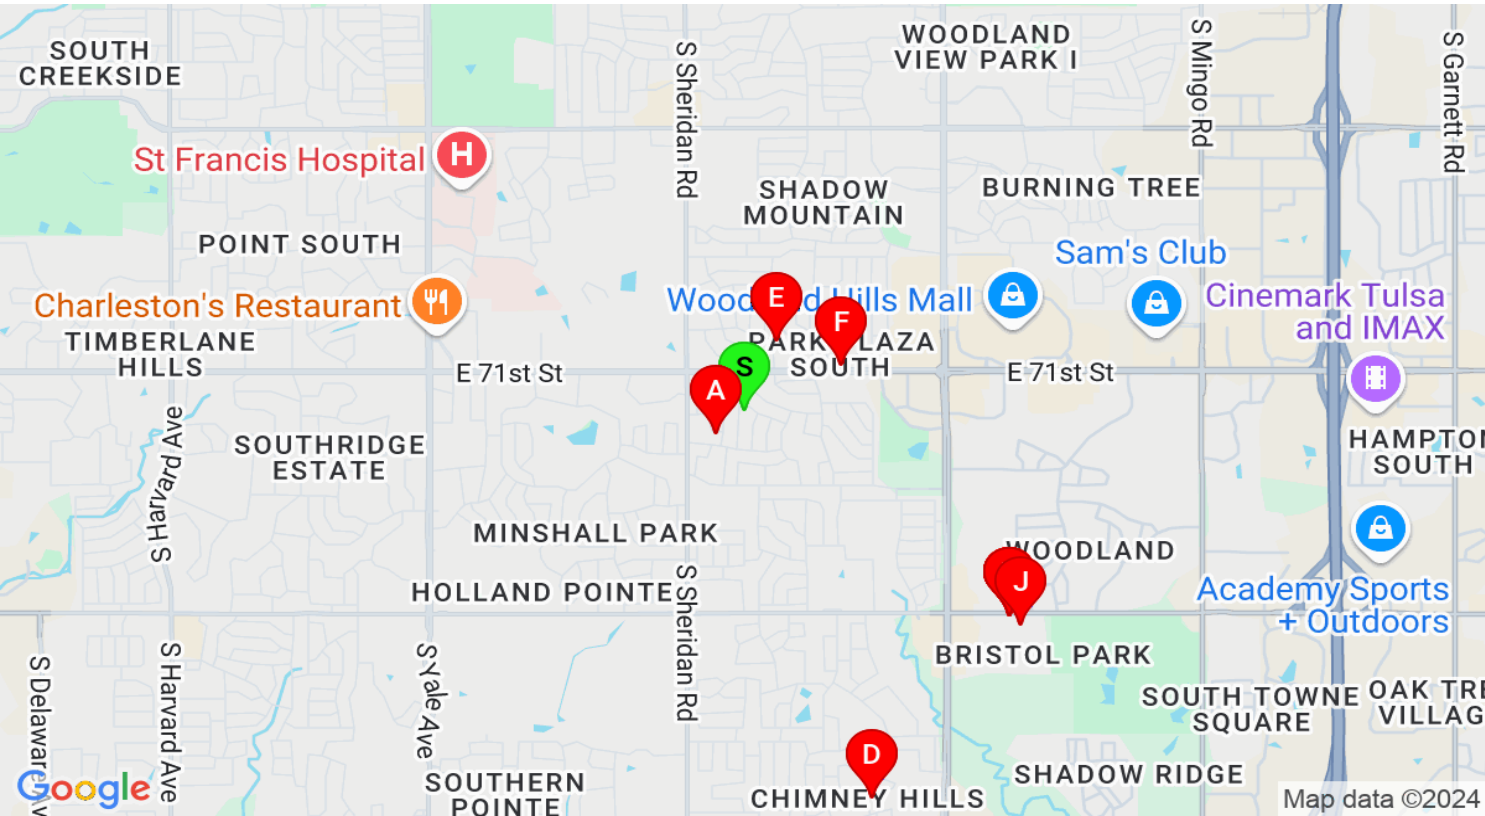 WOODLAND
VIEW PARK I
SOUTH
CREEKSIDE
S Sheridan Rd
S Mingo Rd
S Garnett Rd
St Francis Hospital
H
SHADOW
MOUNTAIN
BURNING TREE
POINT SOUTH
Sam's Club
Charleston's Restaurant
E
F
Cinemark Tulsa
and IMAX
TIMBERLANE
HILLS
SOUTH
E 71st St
S
E 71st St
A
S Harvard Ave
SOUTHRIDGE
ESTATE
HAMPTON
SOUTH
MINSHALL PARK
WOODLAND
HOLLAND POINTE
S Sheridan Rd
J
Academy Sports
+ Outdoors
BRISTOL PARK
S Delaware Av
S Harvard Ave
S Yale Ave
SOUTH TOWNE
SQUARE
OAK TRE
VILLAG
D
Google
SOUTHERN
POINTE
CHIMNEY HILLS
SHADOW RIDGE
Map data ©2024